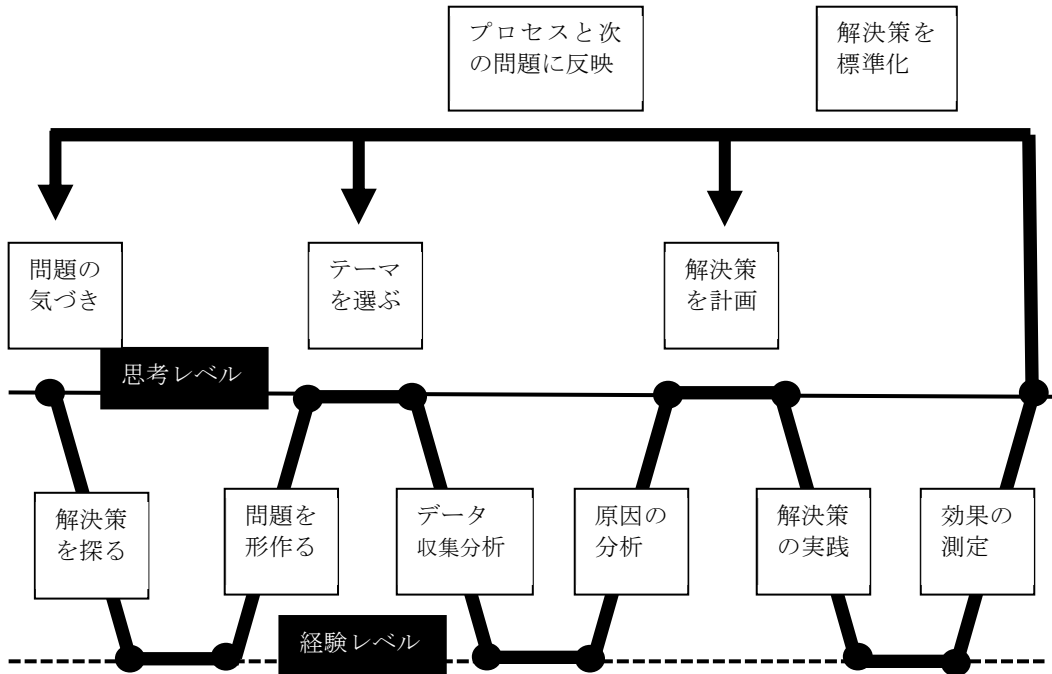 プロセスと次
の問題に反映
解決策を
標準化
問題の
気づき
テーマ
を選ぶ
解決策
を計画
思考レベル
解決策
を探る
問題を
形作る
データ
収集分析
原因の
分析
解決策
の実践
効果の
測定
経験レベル